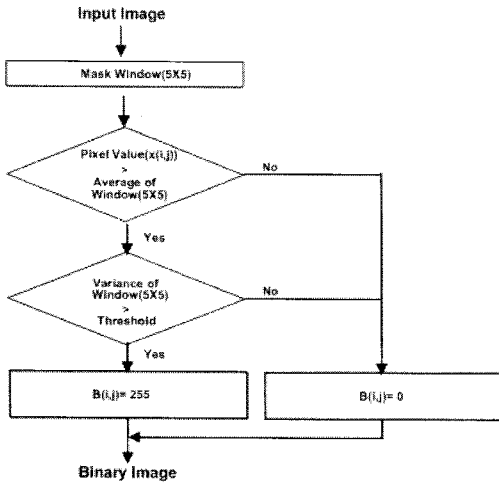 Input Image
Mask Window(5X5)
Pixel Value(x(i,j))
>
Average of
Window(5X5)
No
Yes
Variance of
Window(5X5)
>
Threshold
No
Yes
B(i,j)= 255
B(i,j)= 0
Binary Image